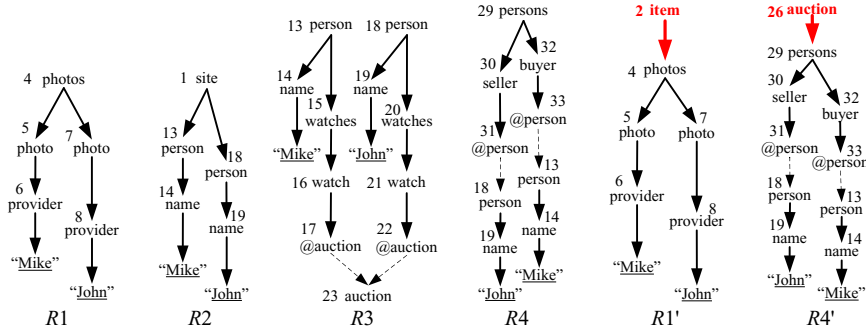 4 photos
5
photo
7
photo
6
provider
8
provider
"Mike"
"John"
R1
1 site
13
person
18
person
14
name
19
name
"Mike"
"John"
R2
13 person
18 person
14
name
15
watches
19
name
20
watches
"Mike"
"John"
16 watch
21 watch
17
@auction
22
@auction
23 auction
R3
29 persons
30
seller
32
buyer
31
@person
33
@person
18
person
13
person
19
name
14
name
"John"
"Mike"
R4
2 item
4 photos
5
photo
7
photo
6
provider
8
provider
"Mike"
"John"
R1'
26 auction
29 persons
30
seller
32
buyer
31
@person
33
@person
18
person
13
person
19
name
14
name
"John"
"Mike"
R4'